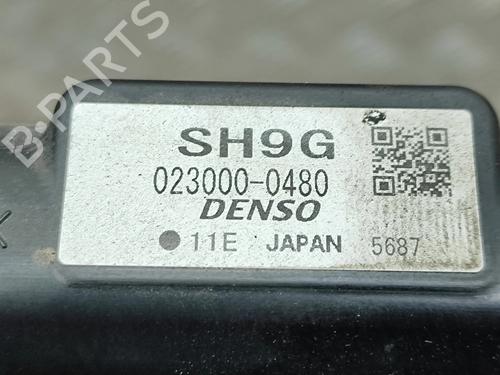 B-PARTS
SH9G
023000-0480
DENSO
● 11E JAPAN 5687